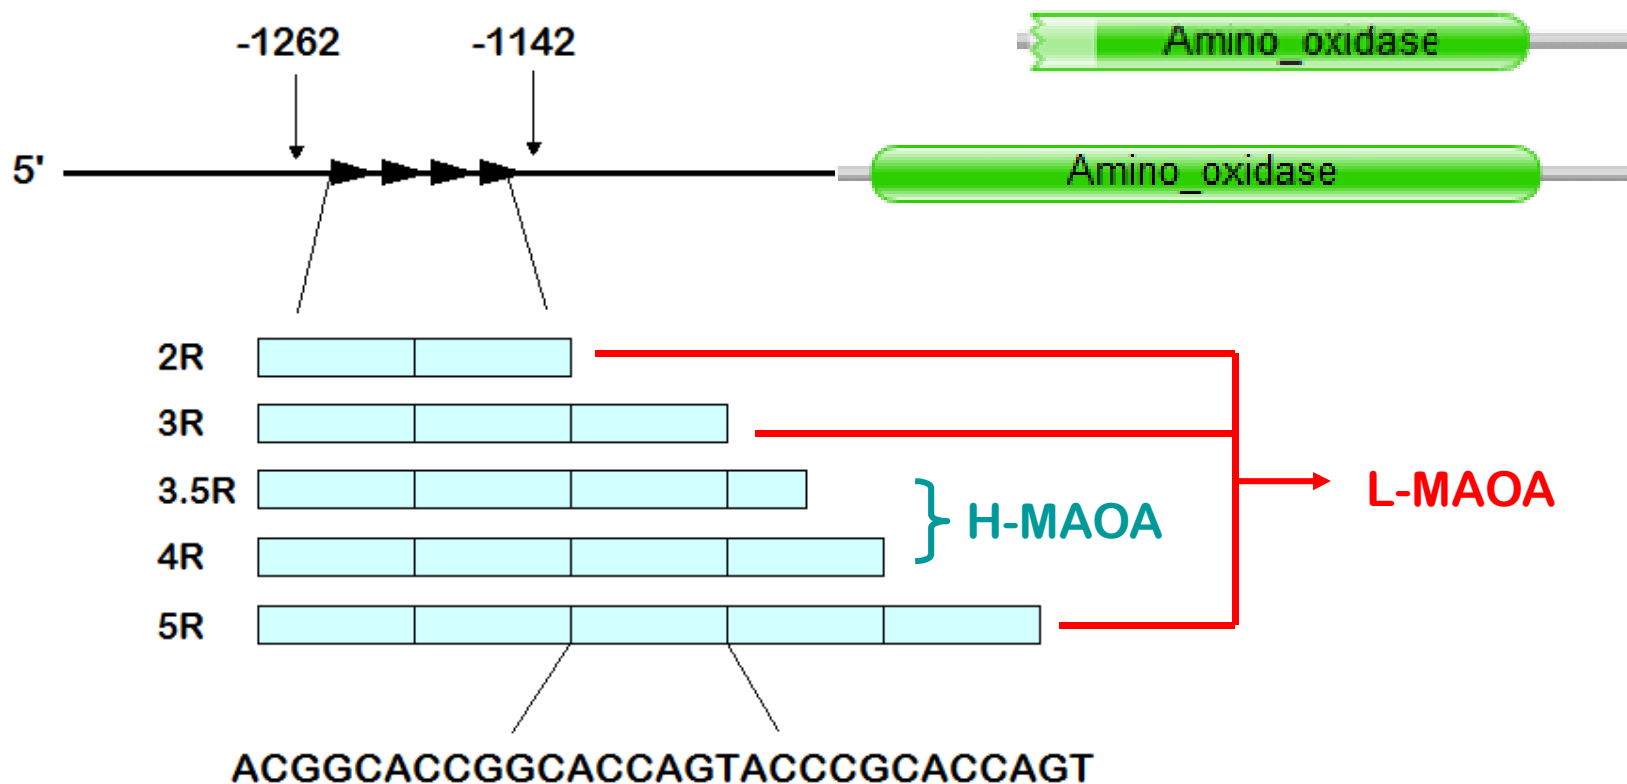 -1262 -1142 Amino_oxidase
5' Amino_oxidase
2R
3R
3.5R
L-MAOA
H-MAOA
4R
5R
ACGGCACCGGCACCAGTACCCGCACCAGT